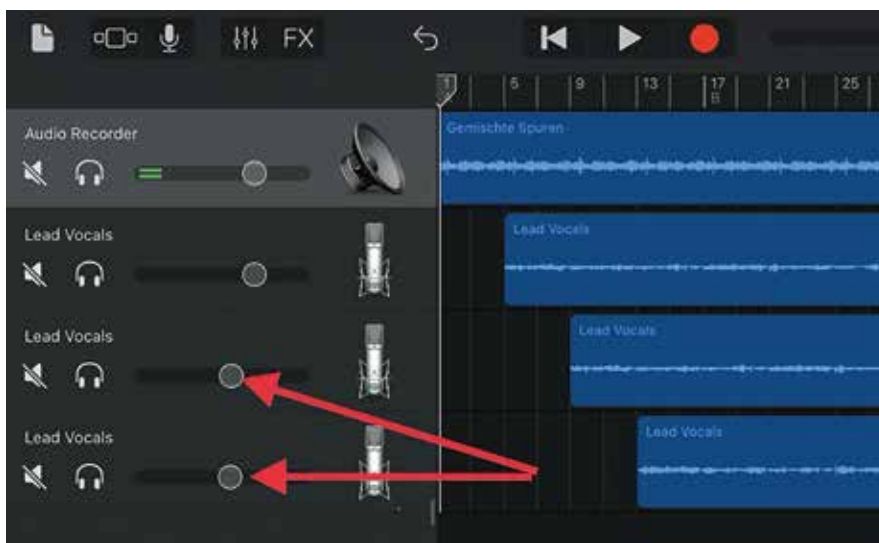 FX
1 5 9 13 17 21 25
B
Audio Recorder
Gemischte Spuren
Lead Vocals
Lead Vocals
Lead Vocals
Lead Vocals
Lead Vocals
Lead Vocals